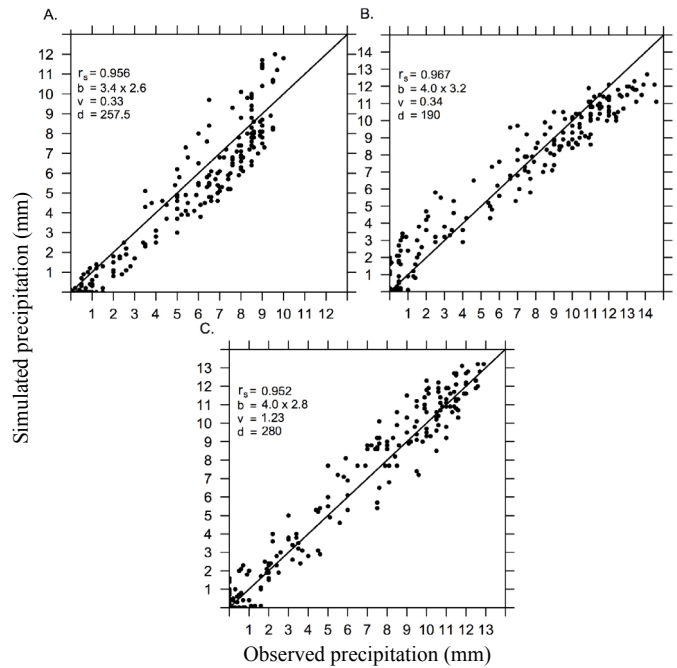 A.
12
11
10
9
8
7
6
5
4
3
2
1
r s = 0.956
b = 3.4 x 2.6
v = 0.33
d = 257.5
1 2 3 4 5 6 7 8 9 10 11 12
B.
15
14
13
12
11
10
9
8
7
6
5
4
3
2
1
r s = 0.967
b = 4.0 x 3.2
v = 0.34
d = 190
1 2 3 4 5 6 7 8 9 10 11 12 13 14
Simulated precipitation (mm)
C.
13
12
11
10
9
8
7
6
5
4
3
2
1
r s = 0.952
b = 4.0 x 2.8
v = 1.23
d = 280
1 2 3 4 5 6 7 8 9 10 11 12 13
Observed precipitation (mm)